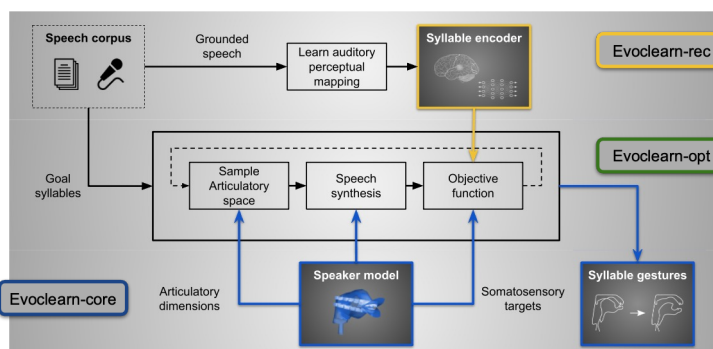 Speech corpus
Grounded
speech
Learn auditory
perceptual
mapping
Syllable encoder
Evoclearn-rec
Evoclearn-opt
Goal
syllables
Sample
Articulatory
space
Speech
synthesis
Objective
function
Evoclearn-core
Articulatory
dimensions
Speaker model
Somatosensory
targets
Syllable gestures